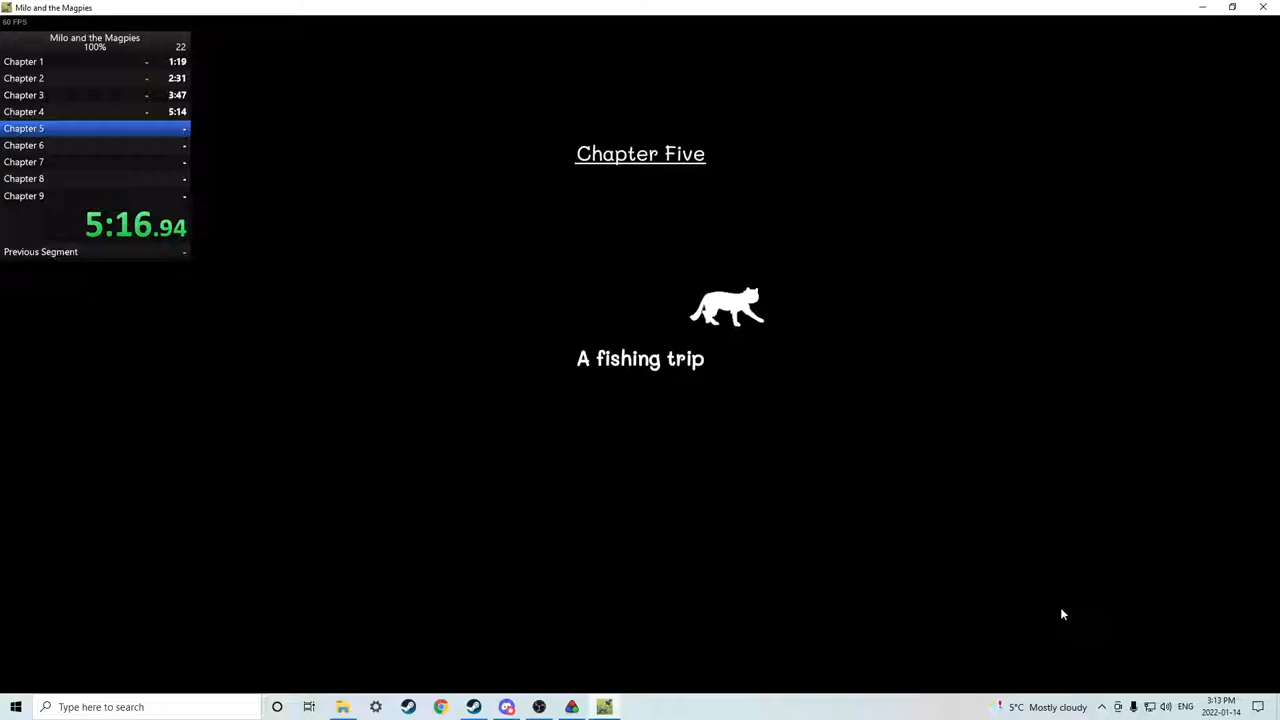 Milo and the Magpies
60 FPS
Milo and the Magpies
100% 22
Chapter 1 - 1:19
Chapter 2 - 2:31
Chapter 3 - 3:47
Chapter 4 - 5:14
Chapter 5 -
Chapter 6 -
Chapter 7 -
Chapter 8 -
Chapter 9 -
5:16.94
Previous Segment -
Chapter Five
A fishing trip
Type here to search
5°C Mostly cloudy
ENG
3:13 PM
2022-01-14